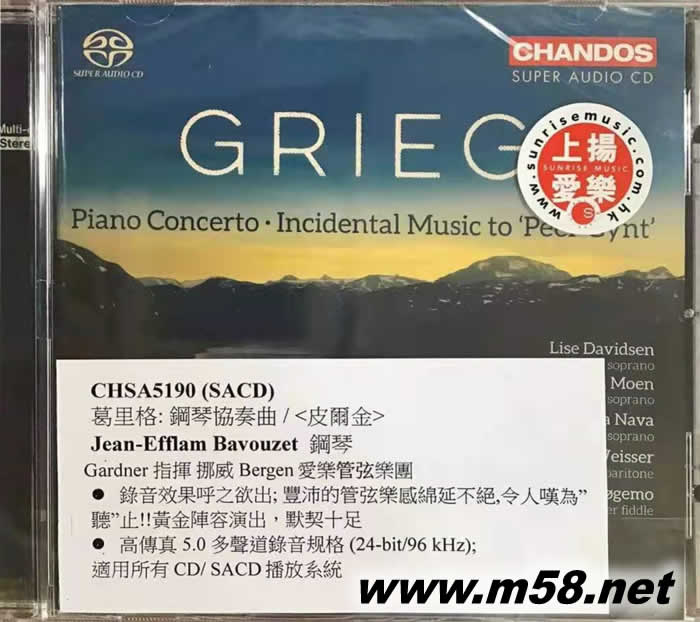 SUPER AUDIO CD
CHANDOS
SUPER AUDIO CD
GRIEG
Piano Concerto · Incidental Music to ‘Peer Gynt’
www.sunrisemusic.com.hk
上揚
SUNRISE MUSIC
愛樂
S
Multi-
Stere
Lise Davidsen
soprano
Moen
soprano
a Nava
soprano
Weisser
baritone
øgemo
er fiddle
CHSA5190 (SACD)
葛里格: 鋼琴協奏曲 / <皮爾金>
Jean-Efflam Bavouzet 鋼琴
Gardner 指揮 挪威 Bergen 愛樂管弦樂團
● 錄音效果呼之欲出; 豐沛的管弦樂感綿延不絕,令人嘆為”
聽”止!!黃金陣容演出，默契十足
● 高傳真 5.0 多聲道錄音规格 (24-bit/96 kHz);
適用所有 CD/ SACD 播放系統
www.m58.net